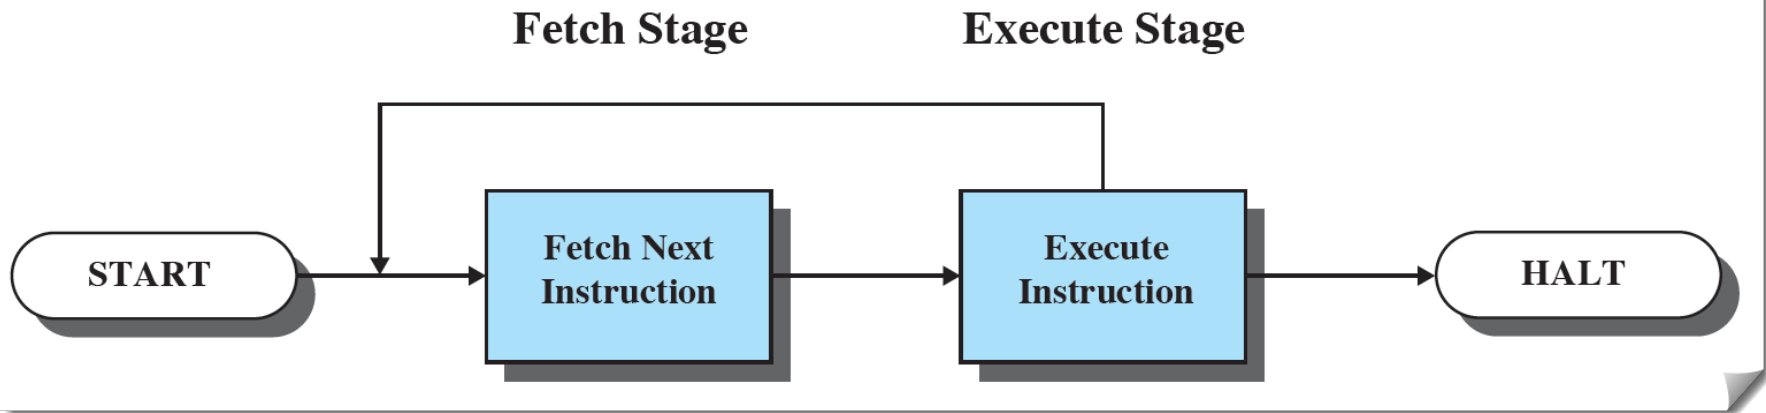 Fetch Stage
Execute Stage
START
Fetch Next
Instruction
Execute
Instruction
HALT